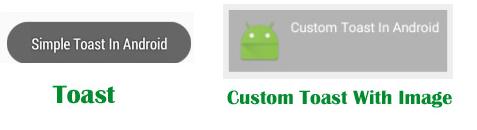 Simple Toast In Android
Toast
Custom Toast In Android
Custom Toast With Image